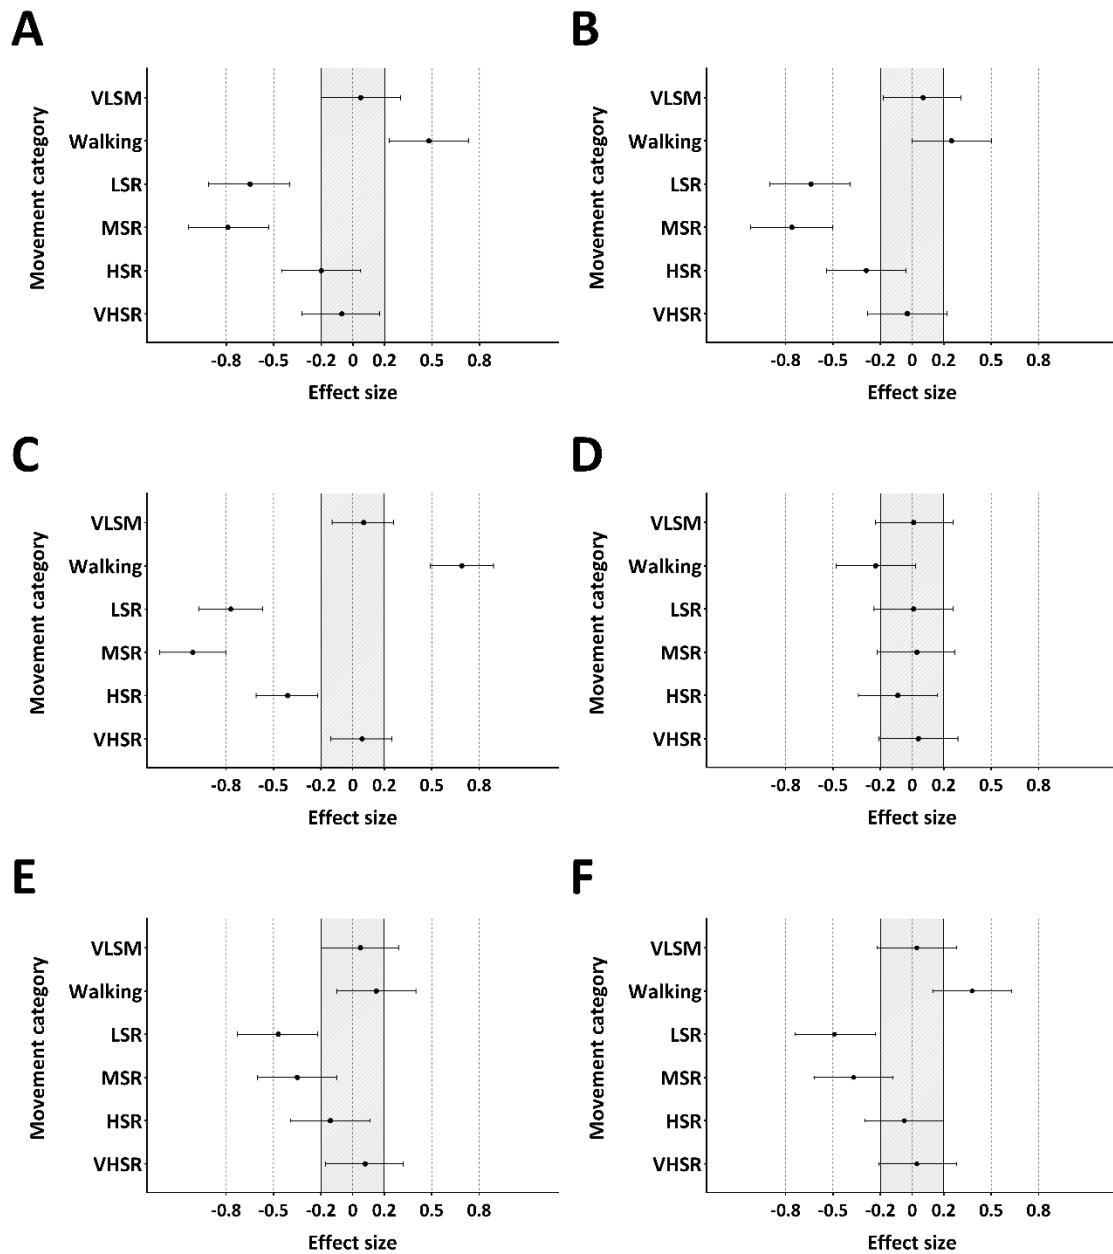 A
Movement category
VLSM
Walking
LSR
MSR
HSR
VHSR
-0.8 -0.5 -0.2 0 0.2 0.5 0.8
Effect size
B
Movement category
VLSM
Walking
LSR
MSR
HSR
VHSR
-0.8 -0.5 -0.2 0 0.2 0.5 0.8
Effect size
C
Movement category
VLSM
Walking
LSR
MSR
HSR
VHSR
-0.8 -0.5 -0.2 0 0.2 0.5 0.8
Effect size
D
Movement category
VLSM
Walking
LSR
MSR
HSR
VHSR
-0.8 -0.5 -0.2 0 0.2 0.5 0.8
Effect size
E
Movement category
VLSM
Walking
LSR
MSR
HSR
VHSR
-0.8 -0.5 -0.2 0 0.2 0.5 0.8
Effect size
F
Movement category
VLSM
Walking
LSR
MSR
HSR
VHSR
-0.8 -0.5 -0.2 0 0.2 0.5 0.8
Effect size